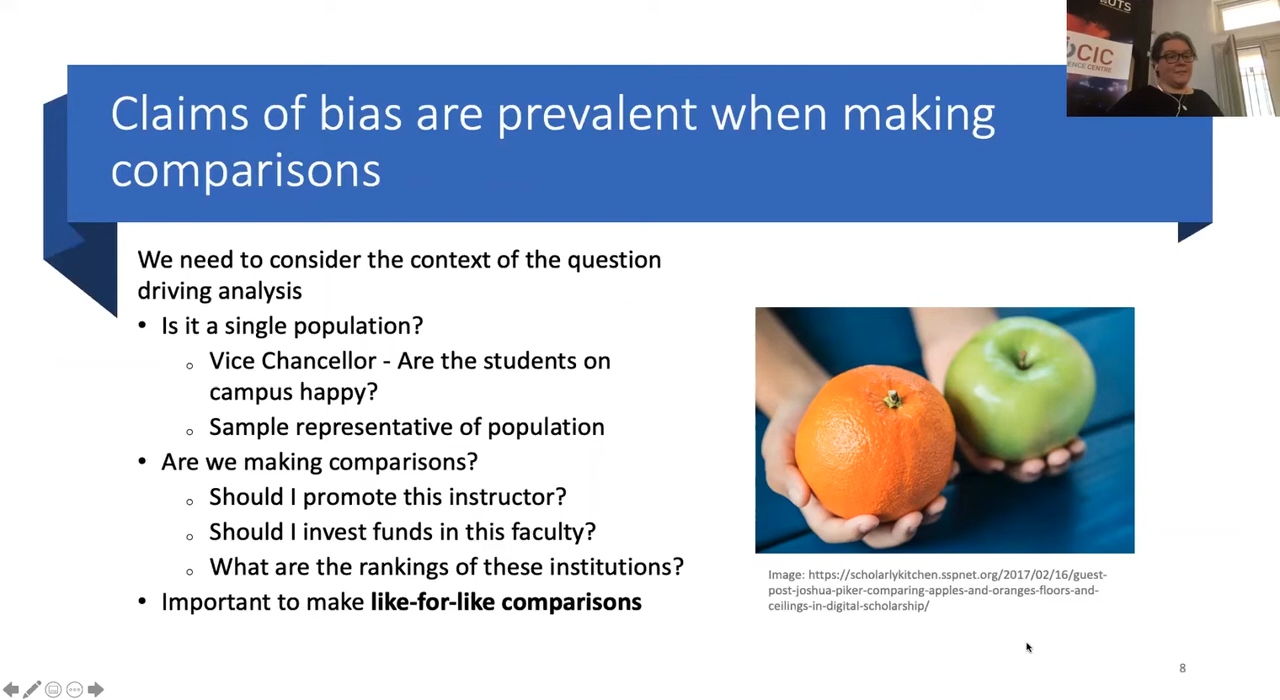 UTS
CIC
ENCE CENTRE
Claims of bias are prevalent when making
comparisons
We need to consider the context of the question
driving analysis
• Is it a single population?
○ Vice Chancellor - Are the students on
campus happy?
○ Sample representative of population
• Are we making comparisons?
○ Should I promote this instructor?
○ Should I invest funds in this faculty?
○ What are the rankings of these institutions?
• Important to make like-for-like comparisons
Image: https://scholarlykitchen.sspnet.org/2017/02/16/guest-
post-joshua-piker-comparing-apples-and-oranges-floors-and-
ceilings-in-digital-scholarship/
8